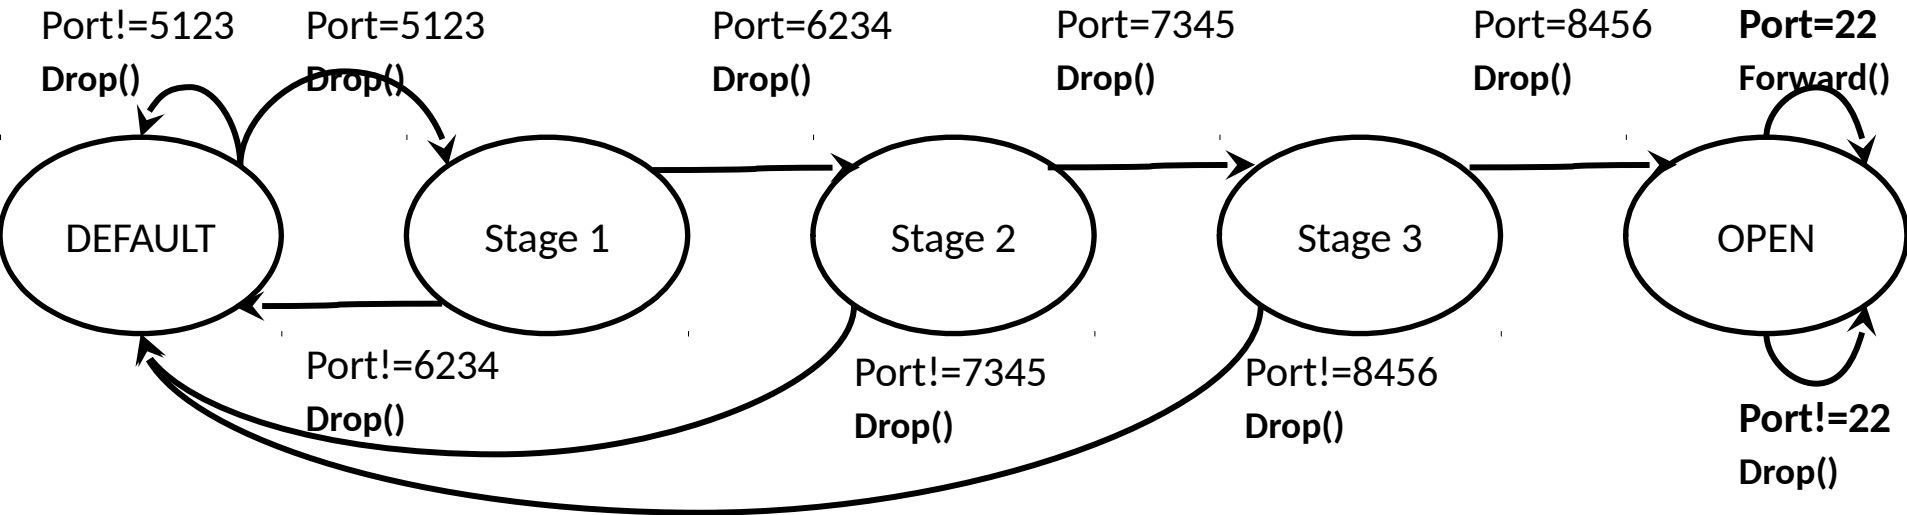 Port!=5123
Drop()
Port=5123
Drop()
Port=6234
Drop()
Port=7345
Drop()
Port=8456
Drop()
Port=22
Forward()
DEFAULT
Stage 1
Stage 2
Stage 3
OPEN
Port!=6234
Drop()
Port!=7345
Drop()
Port!=8456
Drop()
Port!=22
Drop()